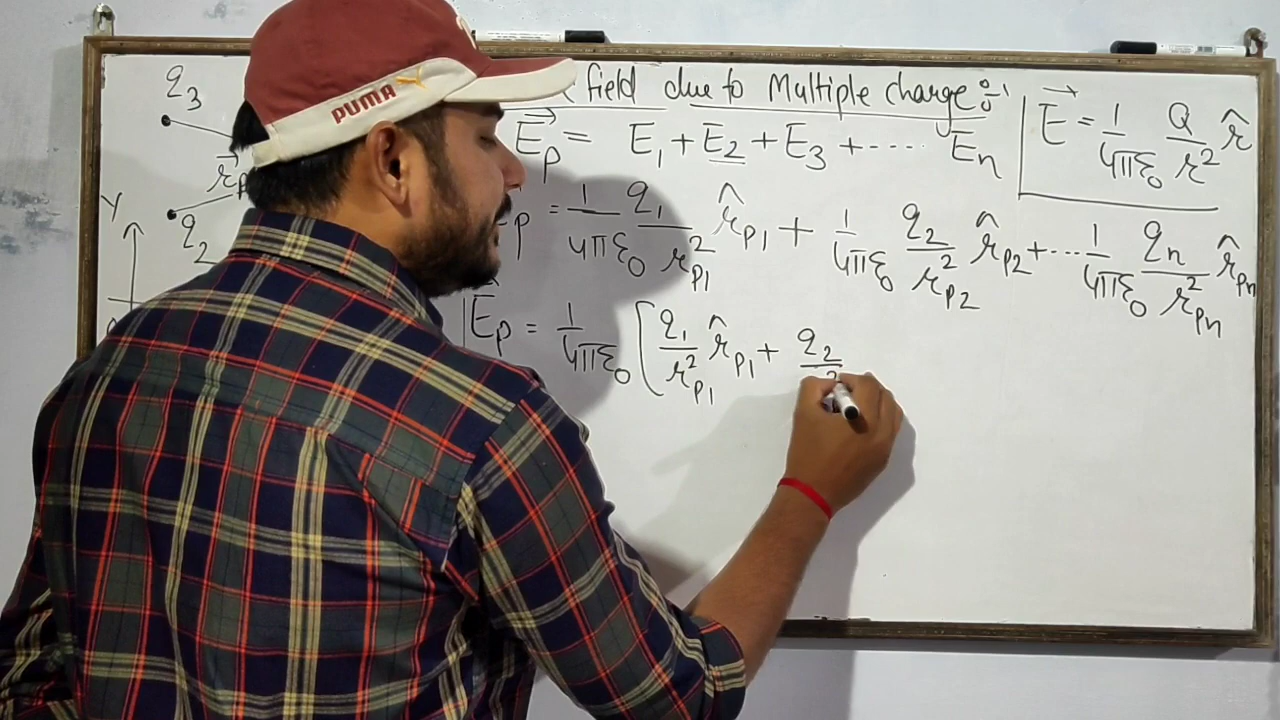 field due to Multiple charge :-
q₃
PUMA
E⃗ₚ = E₁ + E₂ + E₃ + ---- Eₙ
E⃗ = 1/4πε₀ Q/r² r̂
r⃗ₚ
Y
q₂
P = 1/4πε₀ q₁/r²ₚ₁ r̂ₚ₁ + 1/4πε₀ q₂/r²ₚ₂ r̂ₚ₂ + --- 1/4πε₀ qₙ/r²ₚₙ r̂ₚₙ
Eₚ = 1/4πε₀ [ q₁/r²ₚ₁ r̂ₚ₁ + q₂/